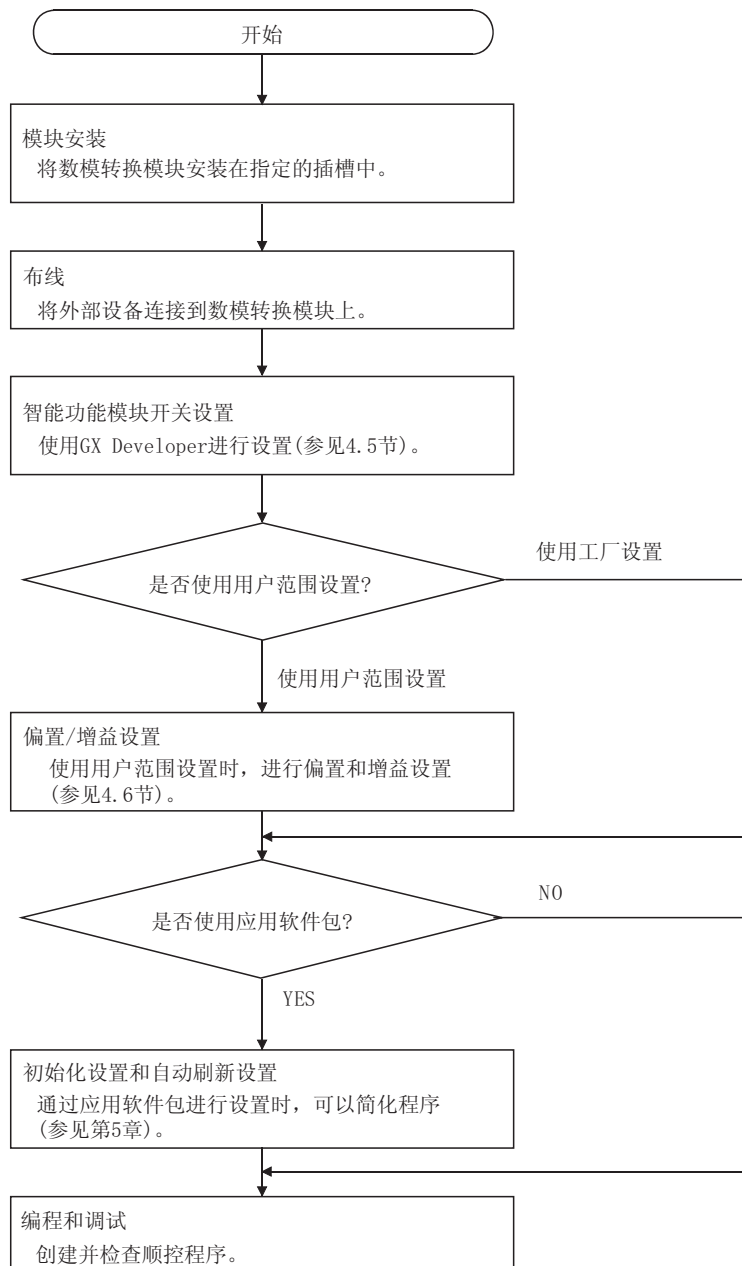 开始
模块安装
将数模转换模块安装在指定的插槽中。
布线
将外部设备连接到数模转换模块上。
智能功能模块开关设置
使用GX Developer进行设置(参见4.5节)。
使用工厂设置
是否使用用户范围设置?
使用用户范围设置
偏置/增益设置
使用用户范围设置时，进行偏置和增益设置
(参见4.6节)。
NO
是否使用应用软件包?
YES
初始化设置和自动刷新设置
通过应用软件包进行设置时，可以简化程序
(参见第5章)。
编程和调试
创建并检查顺控程序。